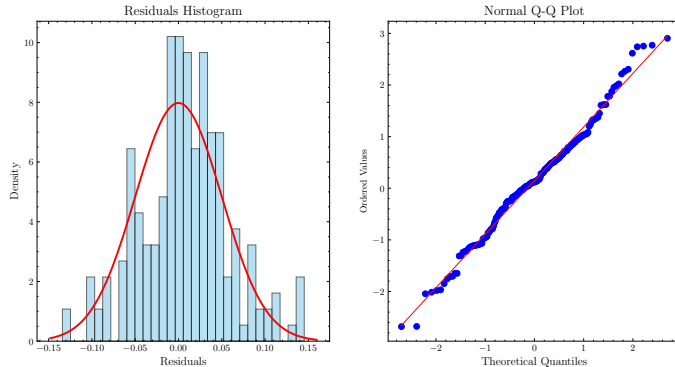 Residuals Histogram
10
8
6
4
2
0
Density
−0.15 −0.10 −0.05 0.00 0.05 0.10 0.15
Residuals
Normal Q-Q Plot
3
2
1
0
−1
−2
Ordered Values
−2 −1 0 1 2
Theoretical Quantiles